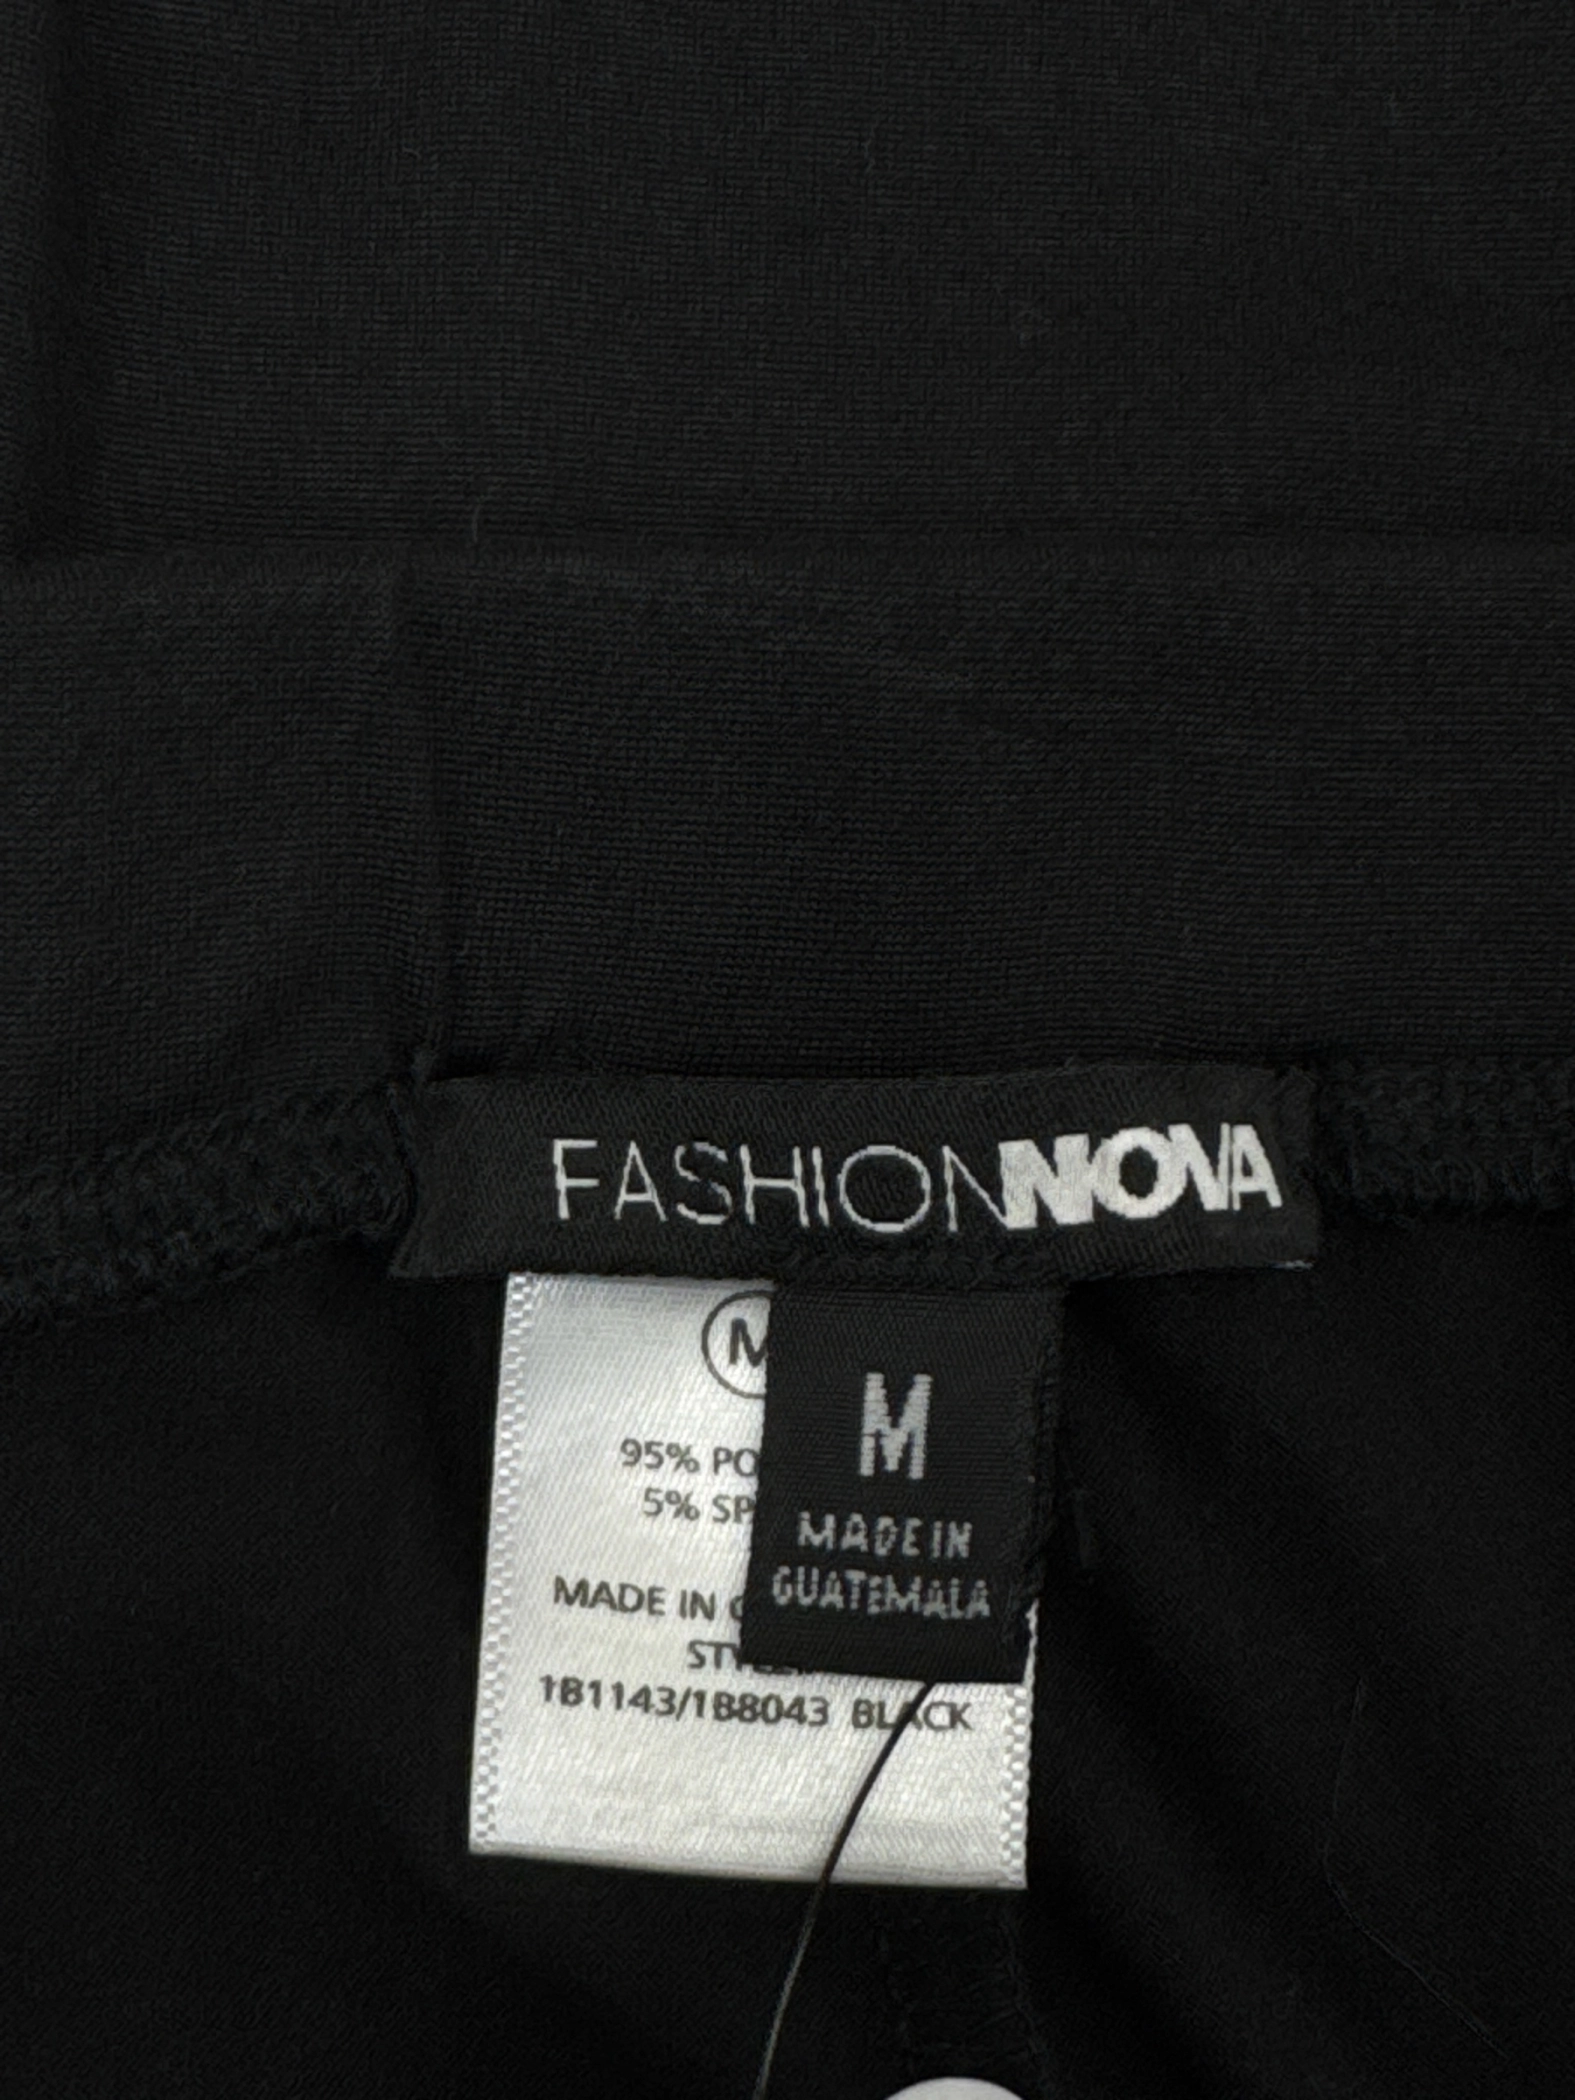 FASHIONNOVA
M
95% PO
5% SP
MADE IN
1B1143/1B8043 BLACK
M
MADE IN
GUATEMALA